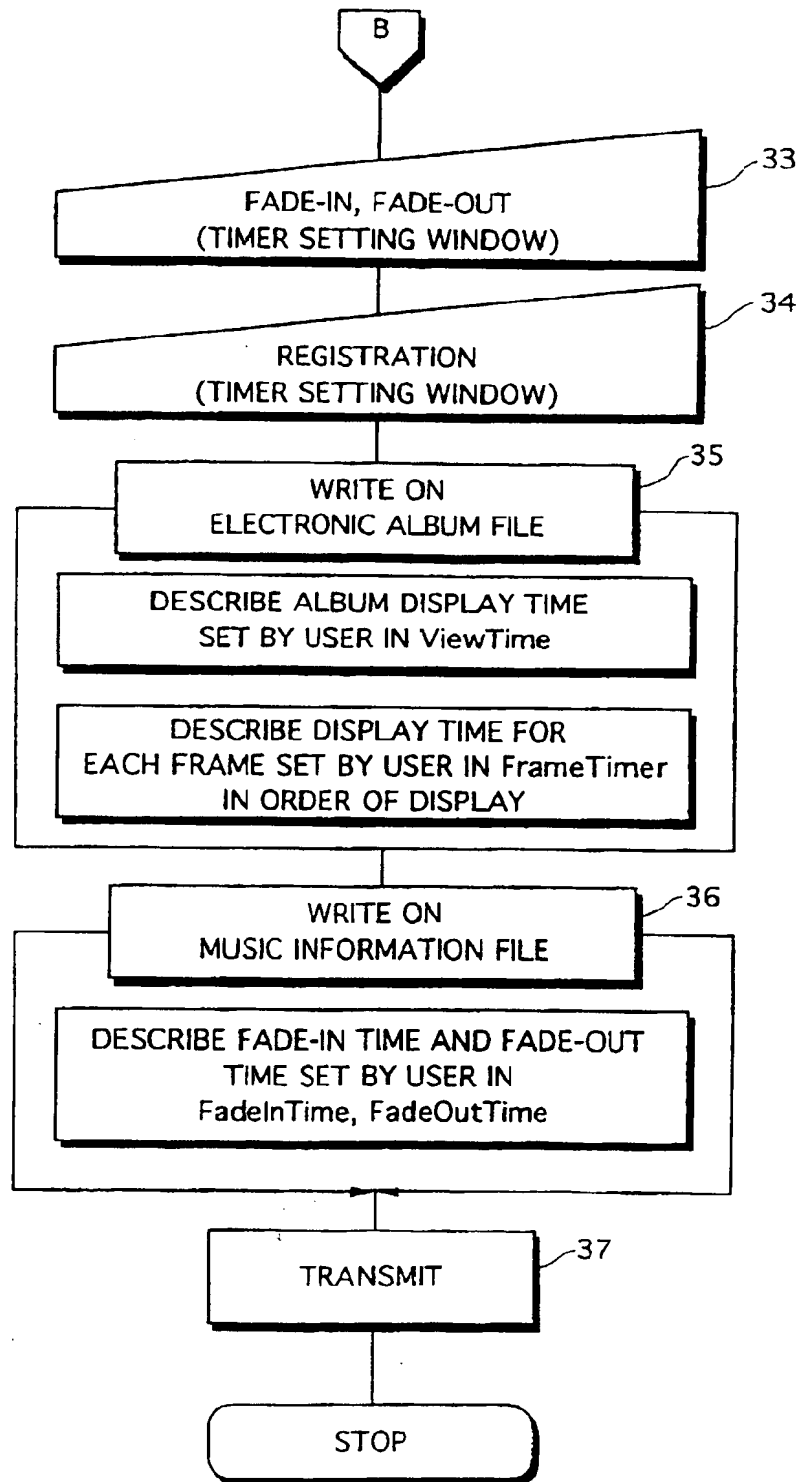 B
33
FADE-IN, FADE-OUT
(TIMER SETTING WINDOW)
34
REGISTRATION
(TIMER SETTING WINDOW)
35
WRITE ON
ELECTRONIC ALBUM FILE
DESCRIBE ALBUM DISPLAY TIME
SET BY USER IN ViewTime
DESCRIBE DISPLAY TIME FOR
EACH FRAME SET BY USER IN FrameTimer
IN ORDER OF DISPLAY
36
WRITE ON
MUSIC INFORMATION FILE
DESCRIBE FADE-IN TIME AND FADE-OUT
TIME SET BY USER IN
FadeInTime, FadeOutTime
37
TRANSMIT
STOP